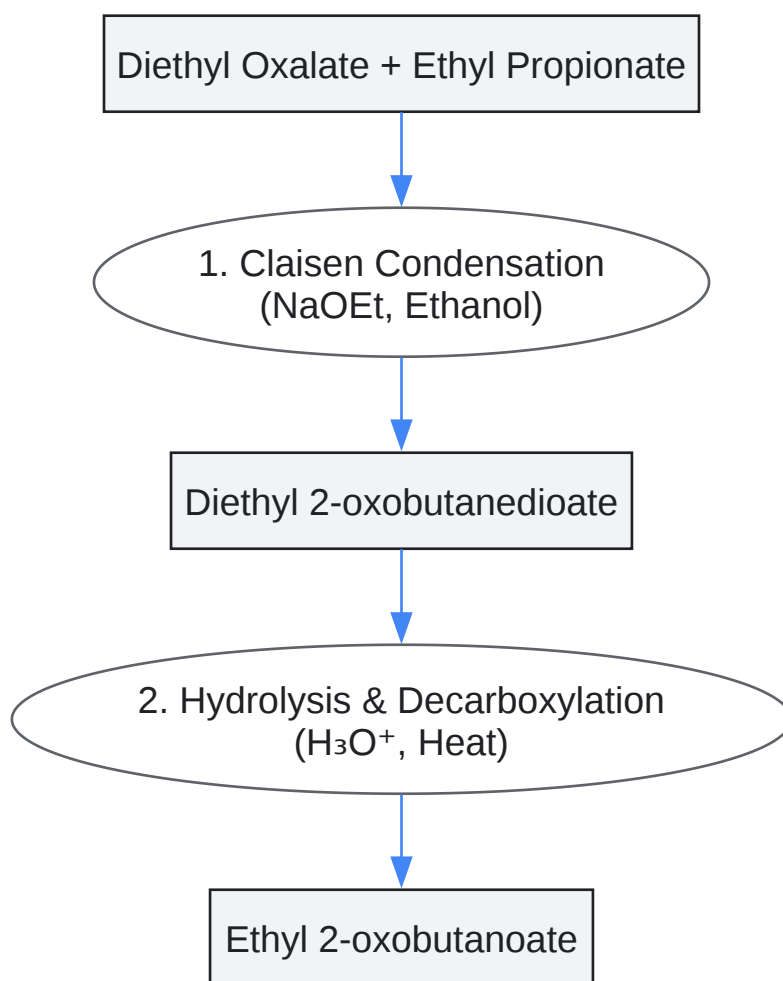 Diethyl Oxalate + Ethyl Propionate
1. Claisen Condensation
(NaOEt, Ethanol)
Diethyl 2-oxobutanedioate
2. Hydrolysis & Decarboxylation
(H₃O⁺, Heat)
Ethyl 2-oxobutanoate